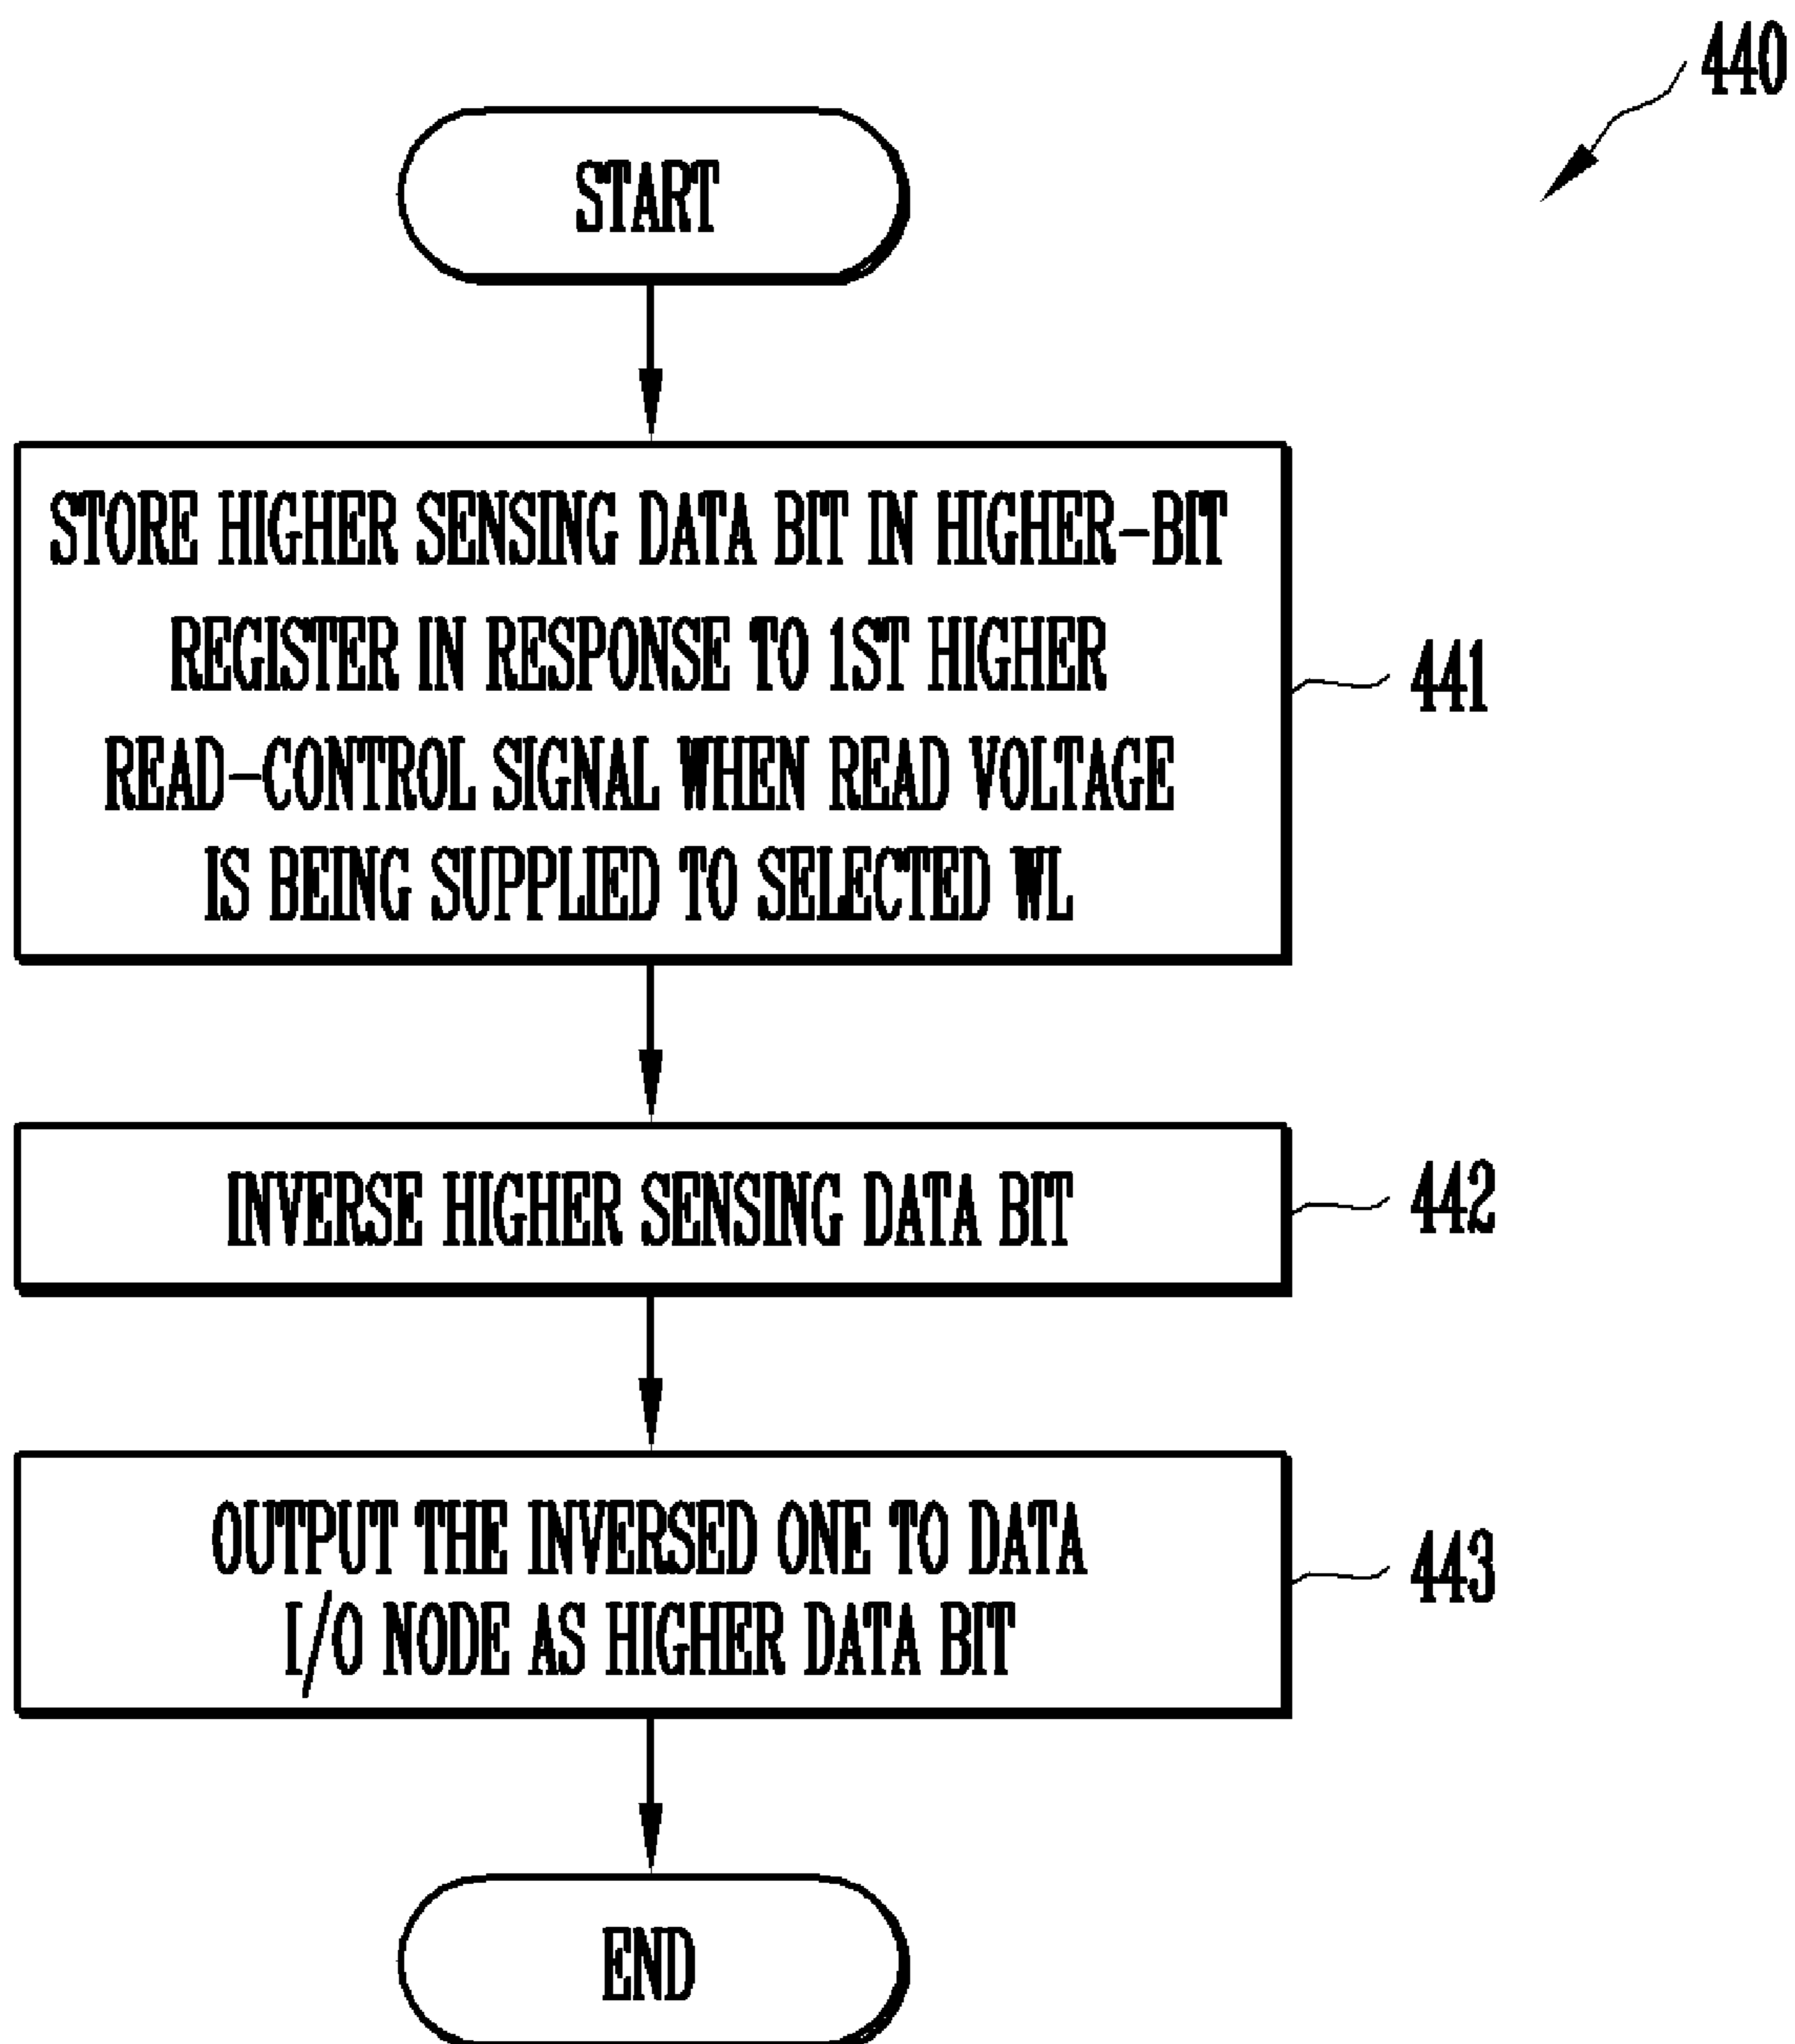 440
START
STORE HIGHER SENSING DATA BIT IN HIGHER-BIT
REGISTER IN RESPONSE TO 1ST HIGHER
READ-CONTROL SIGNAL WHEN READ VOLTAGE
IS BEING SUPPLIED TO SELECTED WL
441
INVERSE HIGHER SENSING DATA BIT
442
OUTPUT THE INVERSED ONE TO DATA
I/O NODE AS HIGHER DATA BIT
443
END